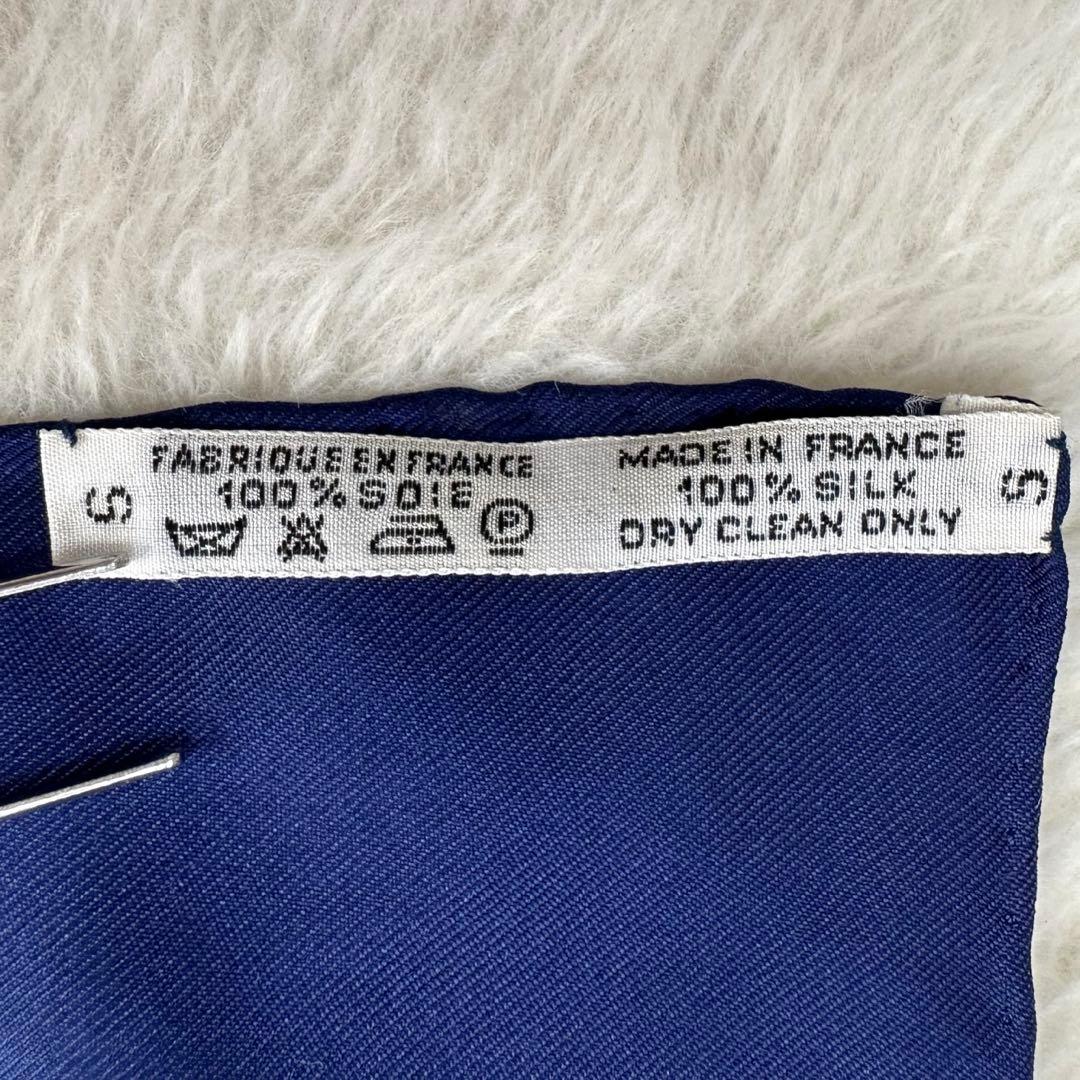 FABRIQUE EN FRANCE
100% SOIE
P
MADE IN FRANCE
100% SILK
DRY CLEAN ONLY
S
S